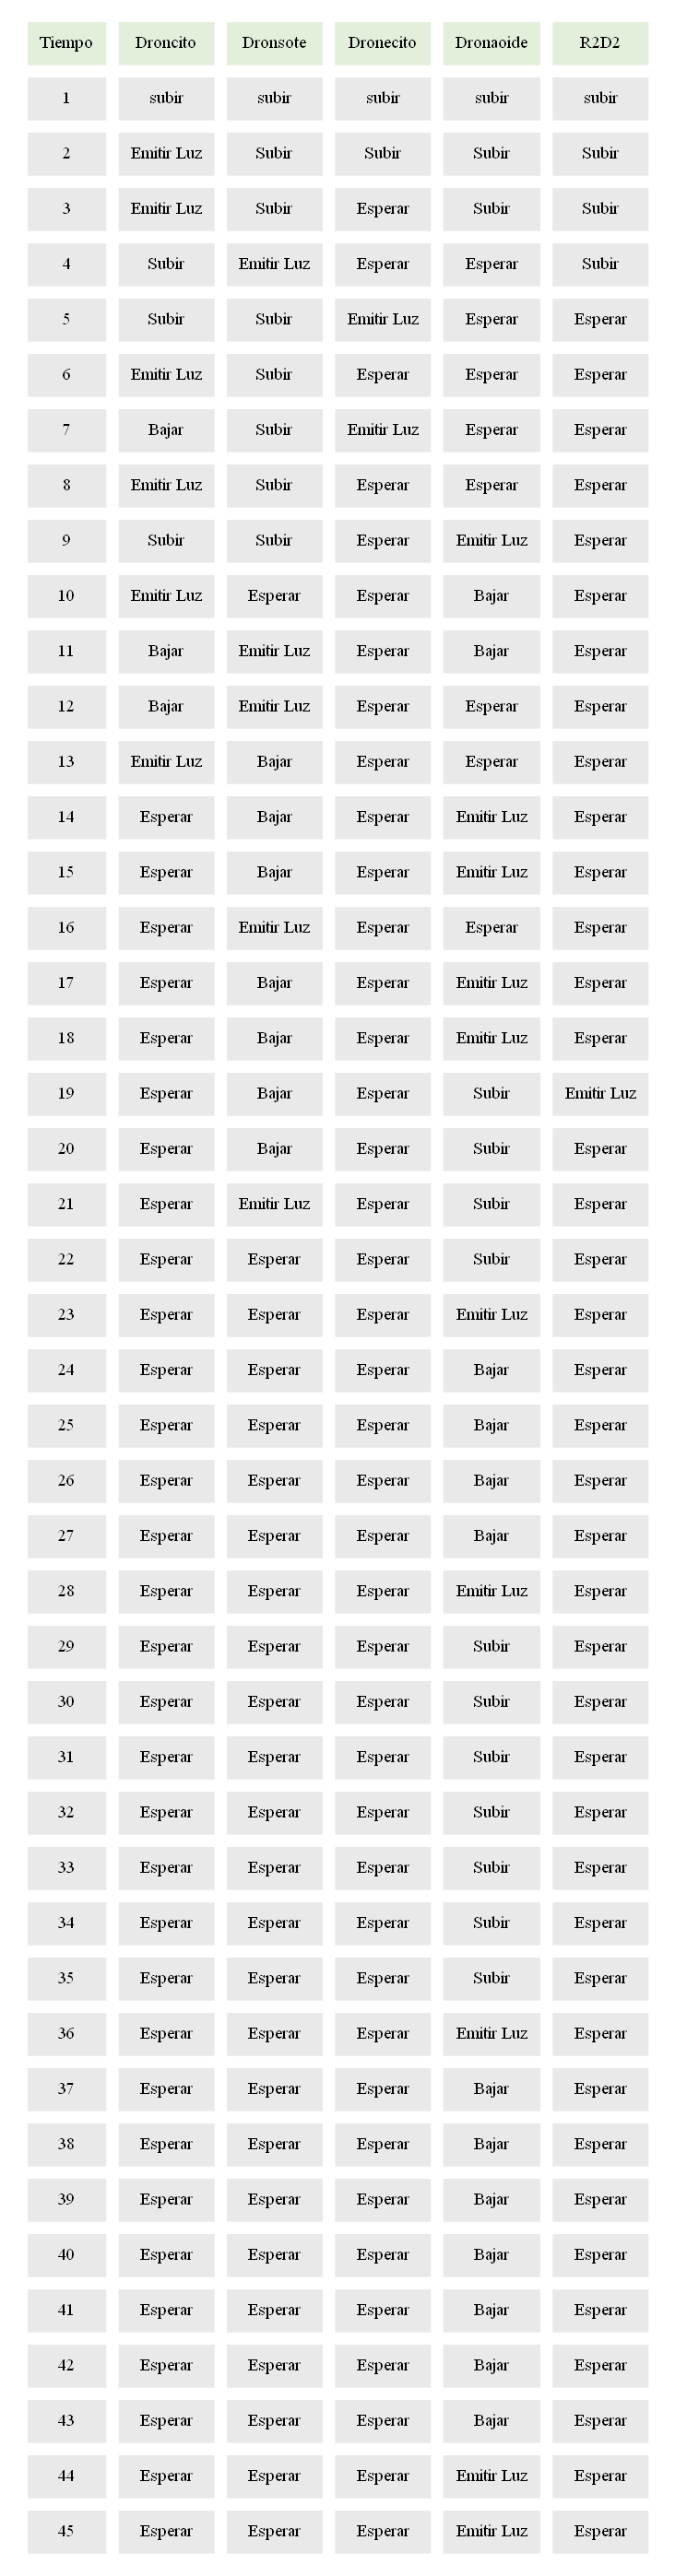 Tiempo Droncito Dronsote Dronecito Dronaoide R2D2
1 subir subir subir subir subir
2 Emitir Luz Subir Subir Subir Subir
3 Emitir Luz Subir Esperar Subir Subir
4 Subir Emitir Luz Esperar Esperar Subir
5 Subir Subir Emitir Luz Esperar Esperar
6 Emitir Luz Subir Esperar Esperar Esperar
7 Bajar Subir Emitir Luz Esperar Esperar
8 Emitir Luz Subir Esperar Esperar Esperar
9 Subir Subir Esperar Emitir Luz Esperar
10 Emitir Luz Esperar Esperar Bajar Esperar
11 Bajar Emitir Luz Esperar Bajar Esperar
12 Bajar Emitir Luz Esperar Esperar Esperar
13 Emitir Luz Bajar Esperar Esperar Esperar
14 Esperar Bajar Esperar Emitir Luz Esperar
15 Esperar Bajar Esperar Emitir Luz Esperar
16 Esperar Emitir Luz Esperar Esperar Esperar
17 Esperar Bajar Esperar Emitir Luz Esperar
18 Esperar Bajar Esperar Emitir Luz Esperar
19 Esperar Bajar Esperar Subir Emitir Luz
20 Esperar Bajar Esperar Subir Esperar
21 Esperar Emitir Luz Esperar Subir Esperar
22 Esperar Esperar Esperar Subir Esperar
23 Esperar Esperar Esperar Emitir Luz Esperar
24 Esperar Esperar Esperar Bajar Esperar
25 Esperar Esperar Esperar Bajar Esperar
26 Esperar Esperar Esperar Bajar Esperar
27 Esperar Esperar Esperar Bajar Esperar
28 Esperar Esperar Esperar Emitir Luz Esperar
29 Esperar Esperar Esperar Subir Esperar
30 Esperar Esperar Esperar Subir Esperar
31 Esperar Esperar Esperar Subir Esperar
32 Esperar Esperar Esperar Subir Esperar
33 Esperar Esperar Esperar Subir Esperar
34 Esperar Esperar Esperar Subir Esperar
35 Esperar Esperar Esperar Subir Esperar
36 Esperar Esperar Esperar Emitir Luz Esperar
37 Esperar Esperar Esperar Bajar Esperar
38 Esperar Esperar Esperar Bajar Esperar
39 Esperar Esperar Esperar Bajar Esperar
40 Esperar Esperar Esperar Bajar Esperar
41 Esperar Esperar Esperar Bajar Esperar
42 Esperar Esperar Esperar Bajar Esperar
43 Esperar Esperar Esperar Bajar Esperar
44 Esperar Esperar Esperar Emitir Luz Esperar
45 Esperar Esperar Esperar Emitir Luz Esperar